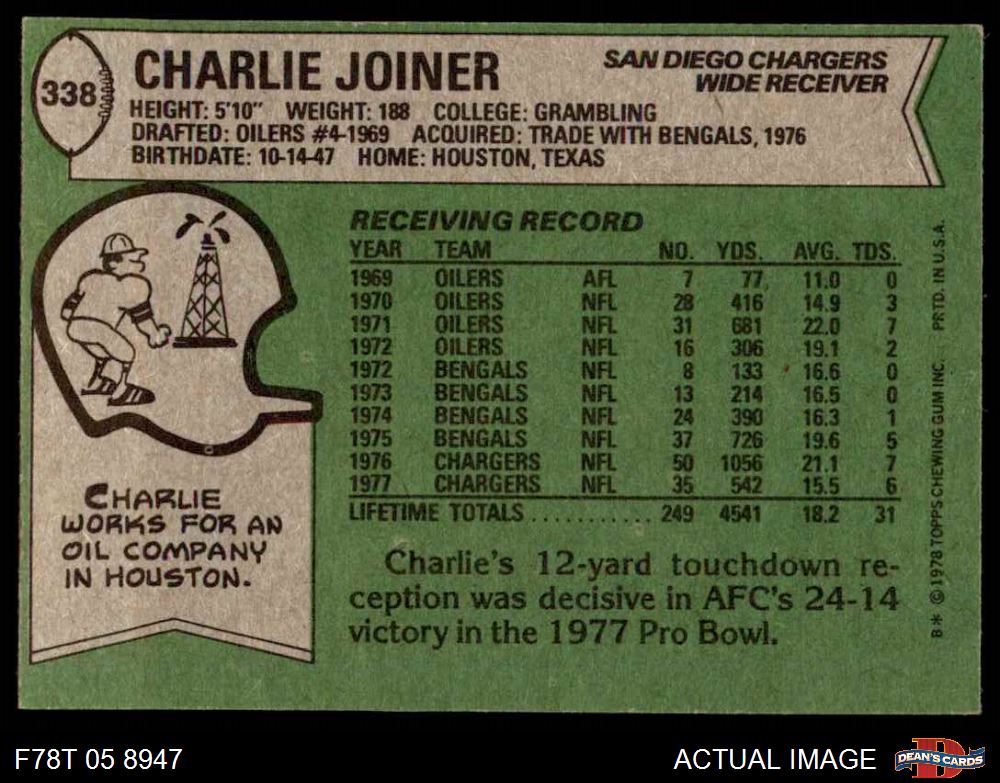 338
CHARLIE JOINER
SAN DIEGO CHARGERS
WIDE RECEIVER
HEIGHT: 5'10" WEIGHT: 188 COLLEGE: GRAMBLING
DRAFTED: OILERS #4-1969 ACQUIRED: TRADE WITH BENGALS, 1976
BIRTHDATE: 10-14-47 HOME: HOUSTON, TEXAS
RECEIVING RECORD
YEAR TEAM NO. YDS. AVG. TDS.
1969 OILERS AFL 7 77 11.0 0
1970 OILERS NFL 28 416 14.9 3
1971 OILERS NFL 31 681 22.0 7
1972 OILERS NFL 16 306 19.1 2
1972 BENGALS NFL 8 133 16.6 0
1973 BENGALS NFL 13 214 16.5 0
1974 BENGALS NFL 24 390 16.3 1
1975 BENGALS NFL 37 726 19.6 5
1976 CHARGERS NFL 50 1056 21.1 7
1977 CHARGERS NFL 35 542 15.5 6
LIFETIME TOTALS ........... 249 4541 18.2 31
CHARLIE
WORKS FOR AN
OIL COMPANY
IN HOUSTON.
Charlie's 12-yard touchdown re-
ception was decisive in AFC's 24-14
victory in the 1977 Pro Bowl.
B* © 1978 TOPPS CHEWING GUM INC. PRTD. IN U.S.A.
F78T 05 8947
ACTUAL IMAGE
D
DEAN'S CARDS